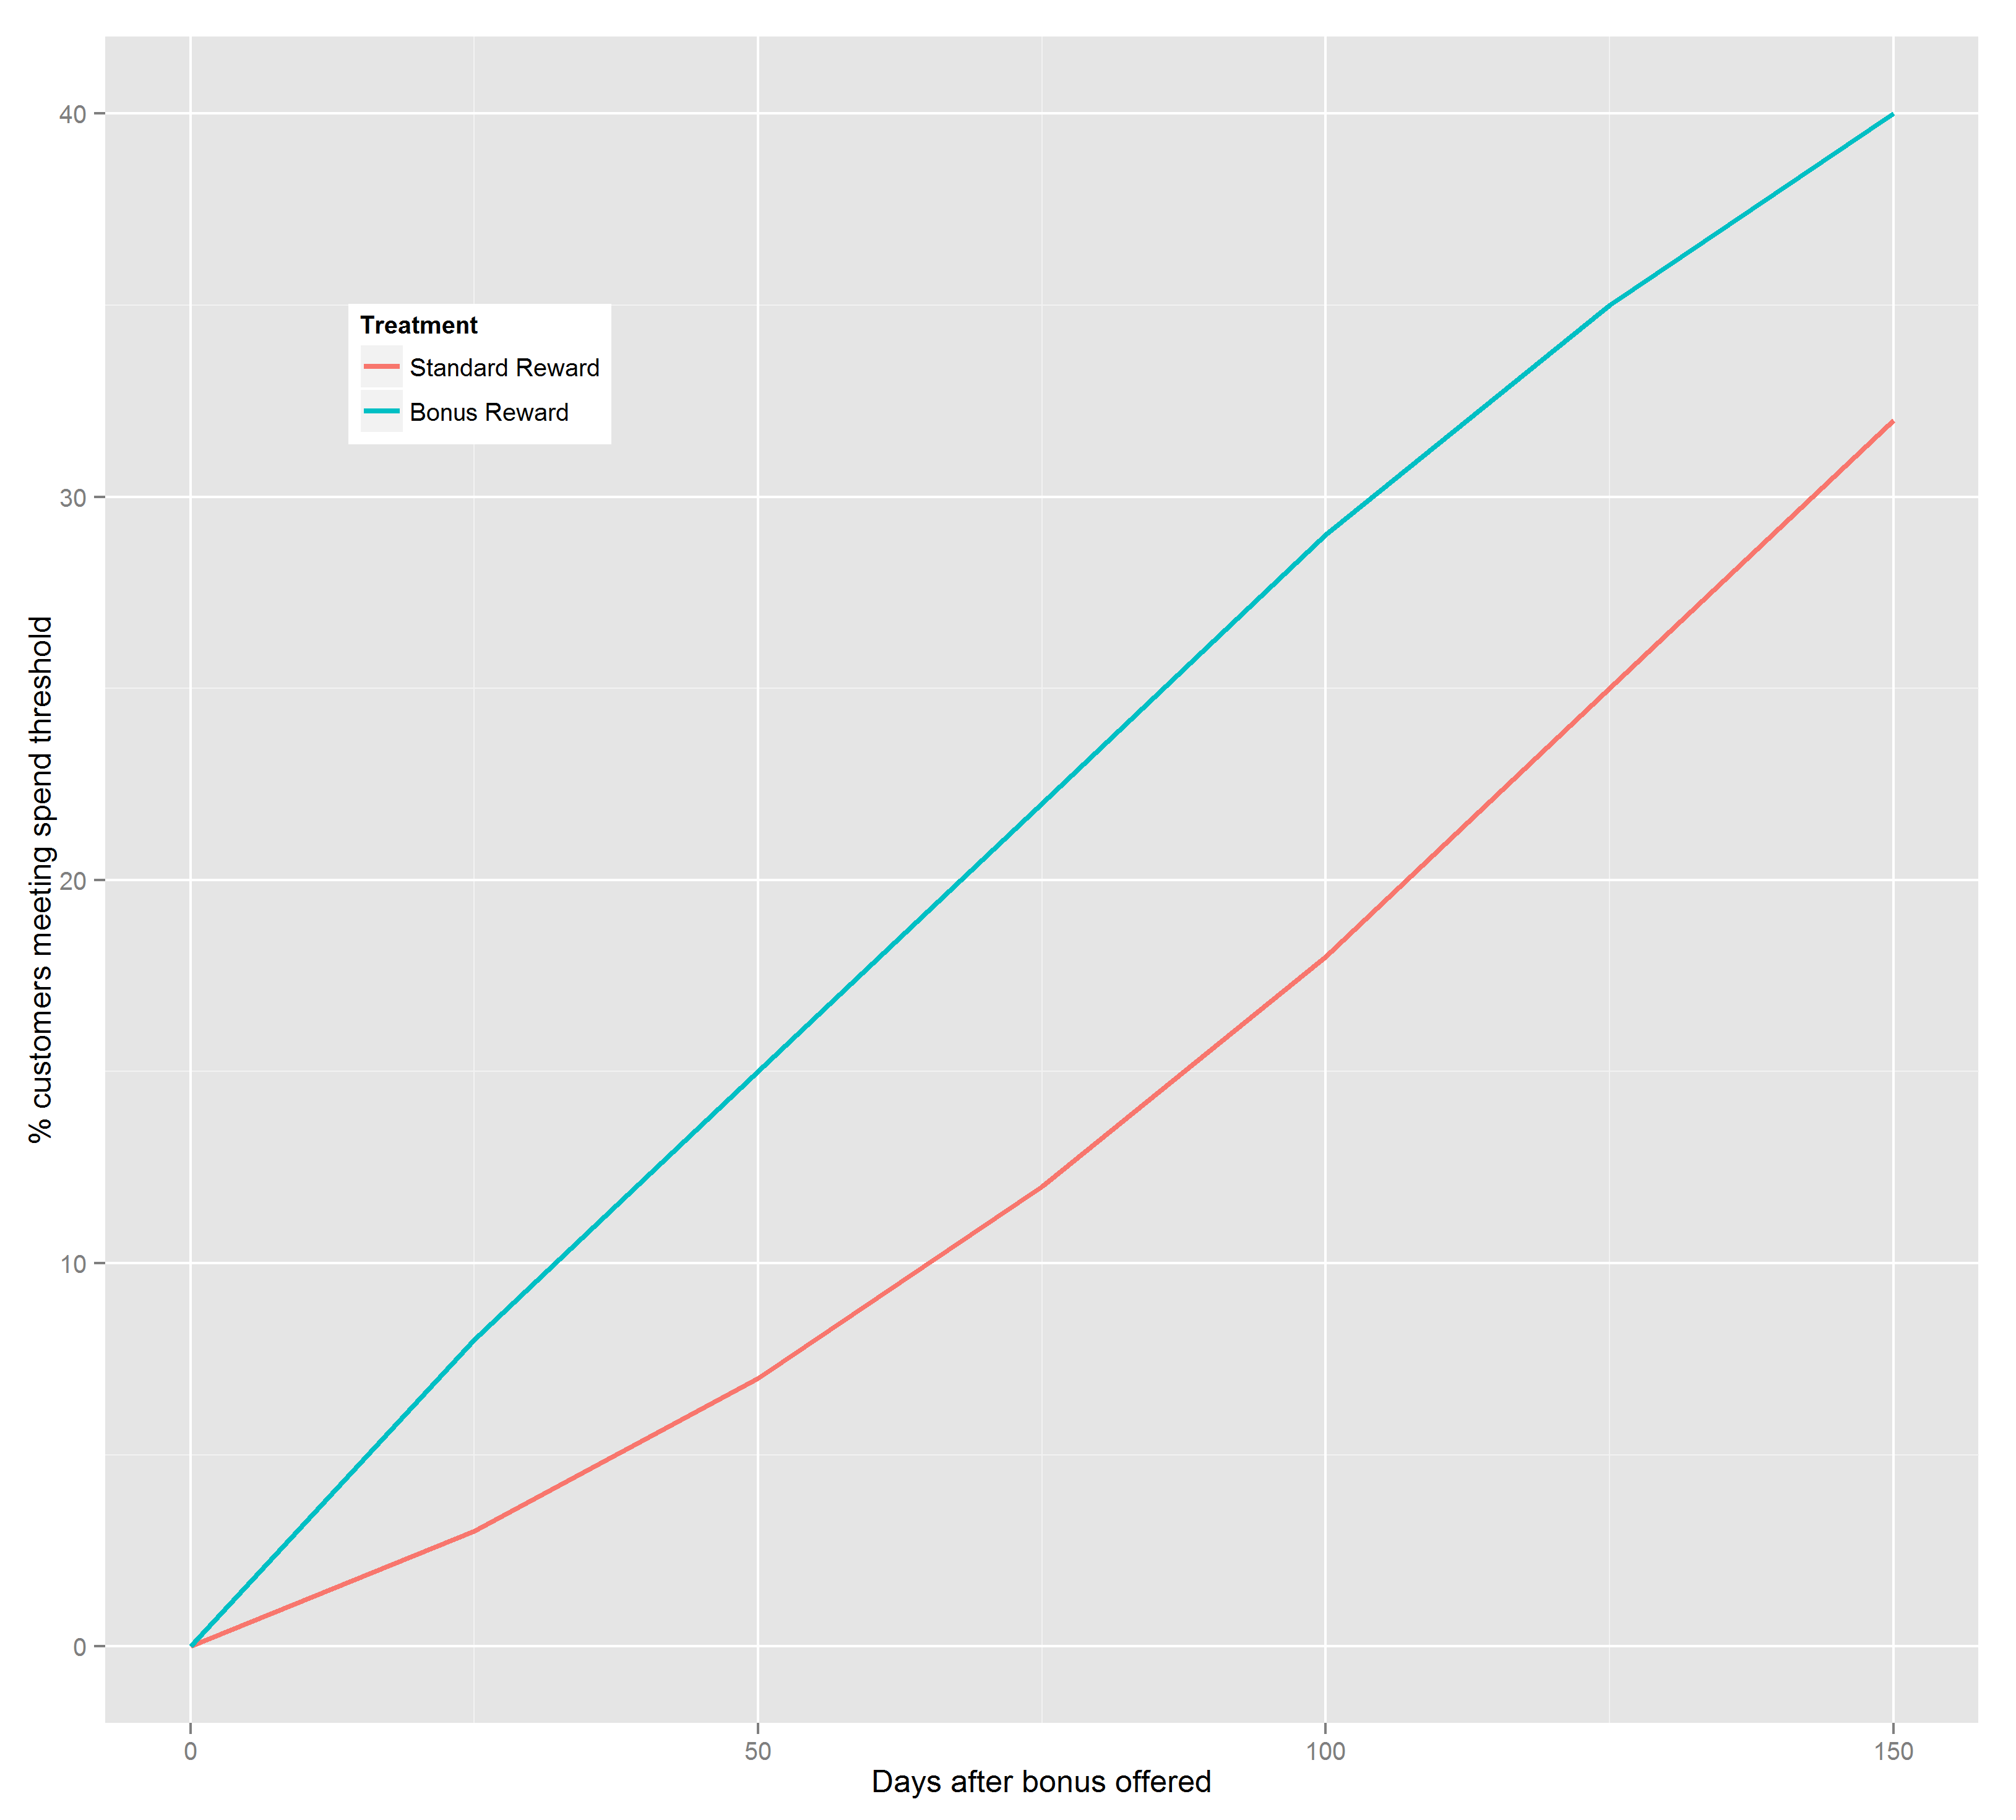 40
30
20
10
0
% customers meeting spend threshold
Treatment
Standard Reward
Bonus Reward
0 50 100 150
Days after bonus offered